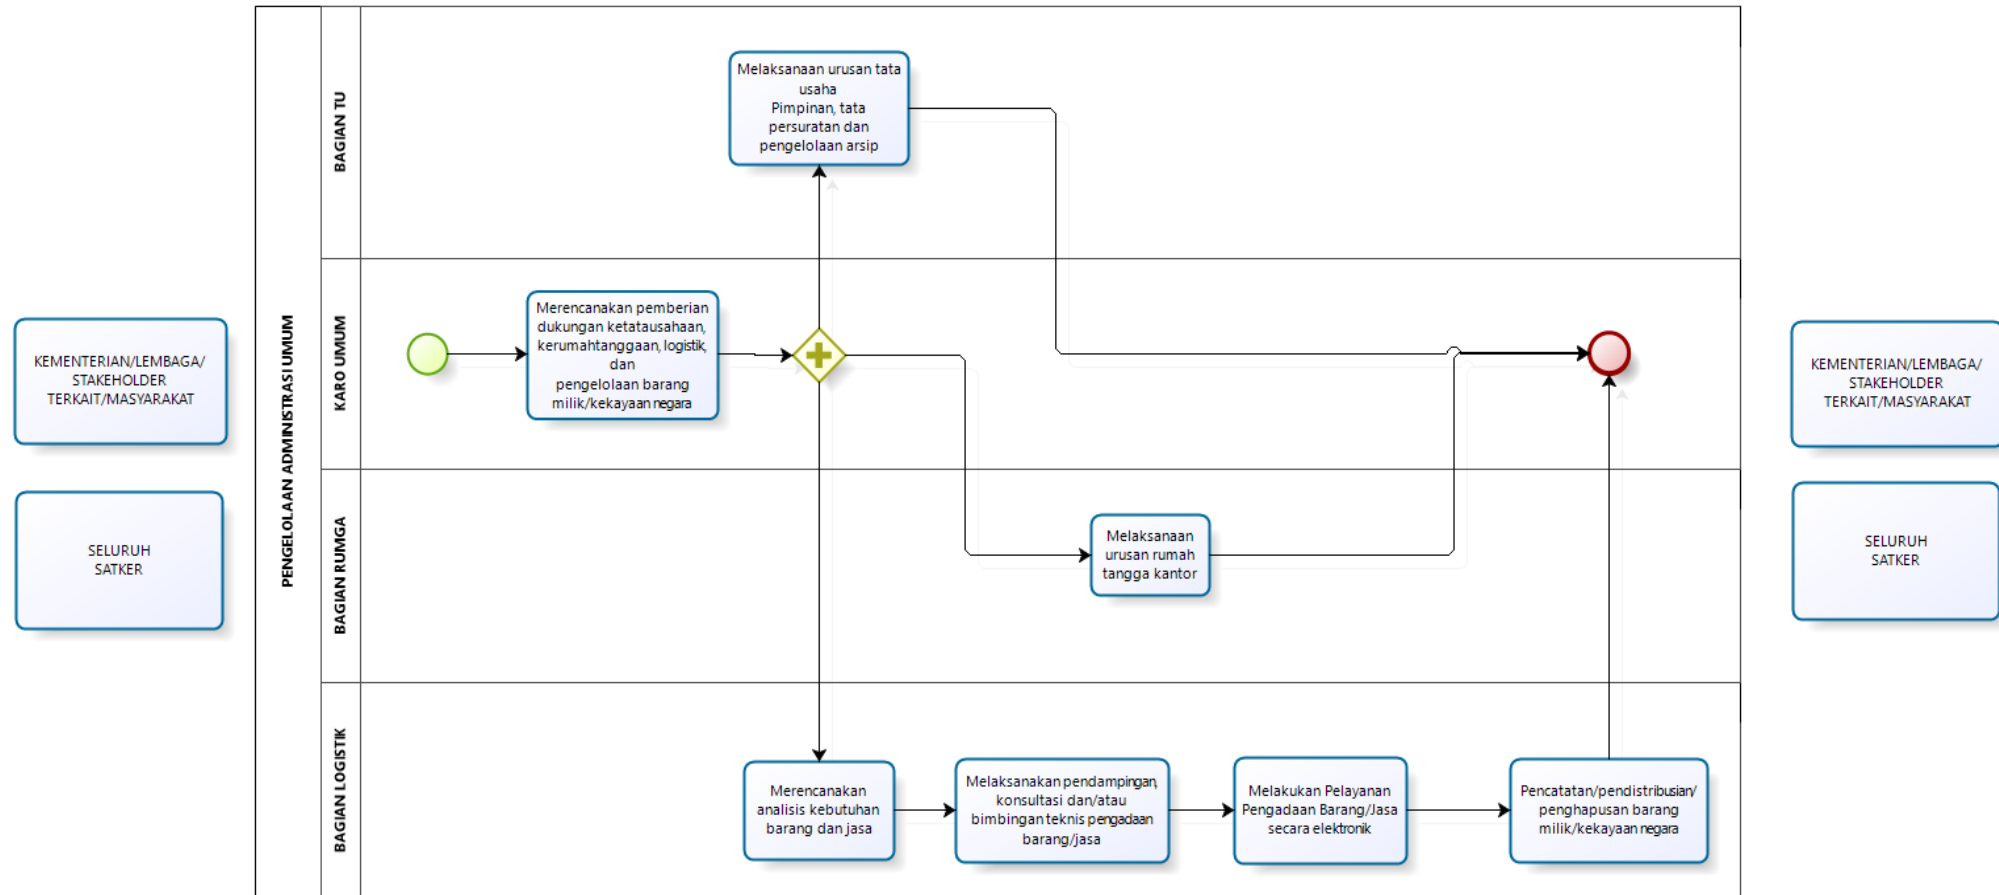 KEMENTERIAN/LEMBAGA/
STAKEHOLDER
TERKAIT/MASYARAKAT
SELURUH
SATKER
PENGELOLAAN ADMINISTRASI UMUM
BAGIAN TU
Melaksanaan urusan tata
usaha
Pimpinan, tata
persuratan dan
pengelolaan arsip
KARO UMUM
Merencanakan pemberian
dukungan ketatausahaan,
kerumahtanggaan, logistik,
dan
pengelolaan barang
milik/kekayaan negara
BAGIAN RUMGA
Melaksanaan
urusan rumah
tangga kantor
BAGIAN LOGISTIK
Merencanakan
analisis kebutuhan
barang dan jasa
Melaksanakan pendampingan,
konsultasi dan/atau
bimbingan teknis pengadaan
barang/jasa
Melakukan Pelayanan
Pengadaan Barang/Jasa
secara elektronik
Pencatatan/pendistribusian/
penghapusan barang
milik/kekayaan negara
KEMENTERIAN/LEMBAGA/
STAKEHOLDER
TERKAIT/MASYARAKAT
SELURUH
SATKER